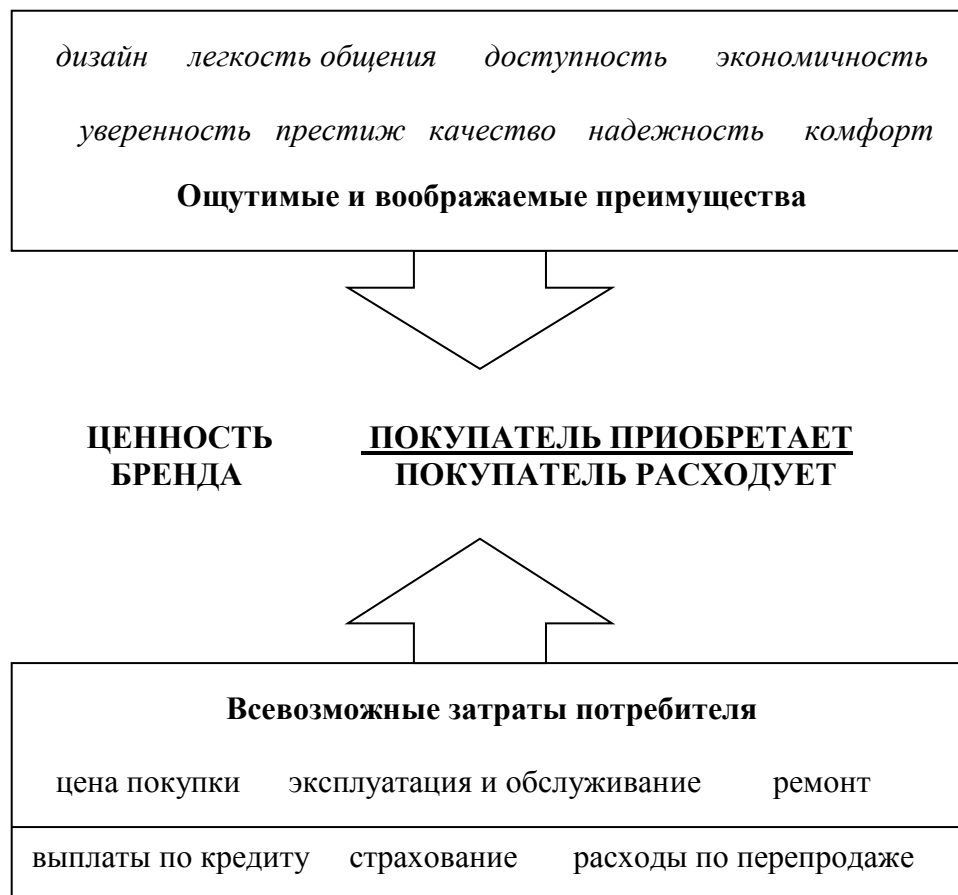 дизайн легкость общения доступность экономичность
уверенность престиж качество надежность комфорт
Ощутимые и воображаемые преимущества
ЦЕННОСТЬ ПОКУПАТЕЛЬ ПРИОБРЕТАЕТ
БРЕНДА ПОКУПАТЕЛЬ РАСХОДУЕТ
Всевозможные затраты потребителя
цена покупки эксплуатация и обслуживание ремонт
выплаты по кредиту страхование расходы по перепродаже